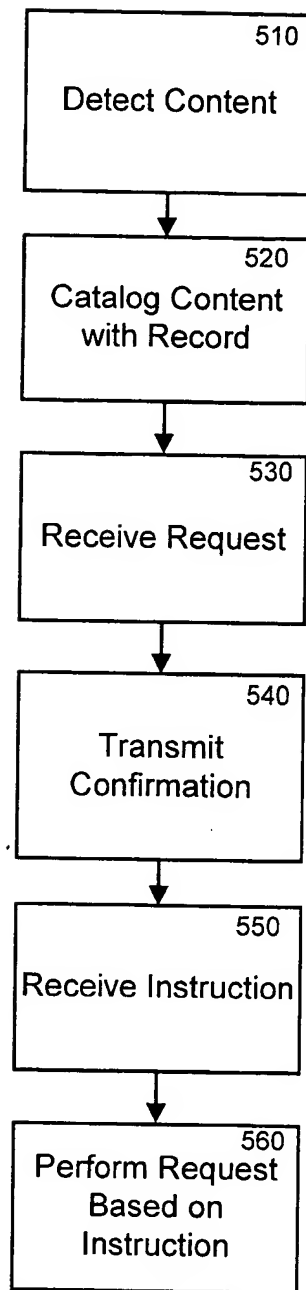 510
Detect Content
520
Catalog Content
with Record
530
Receive Request
540
Transmit
Confirmation
550
Receive Instruction
560
Perform Request
Based on
Instruction